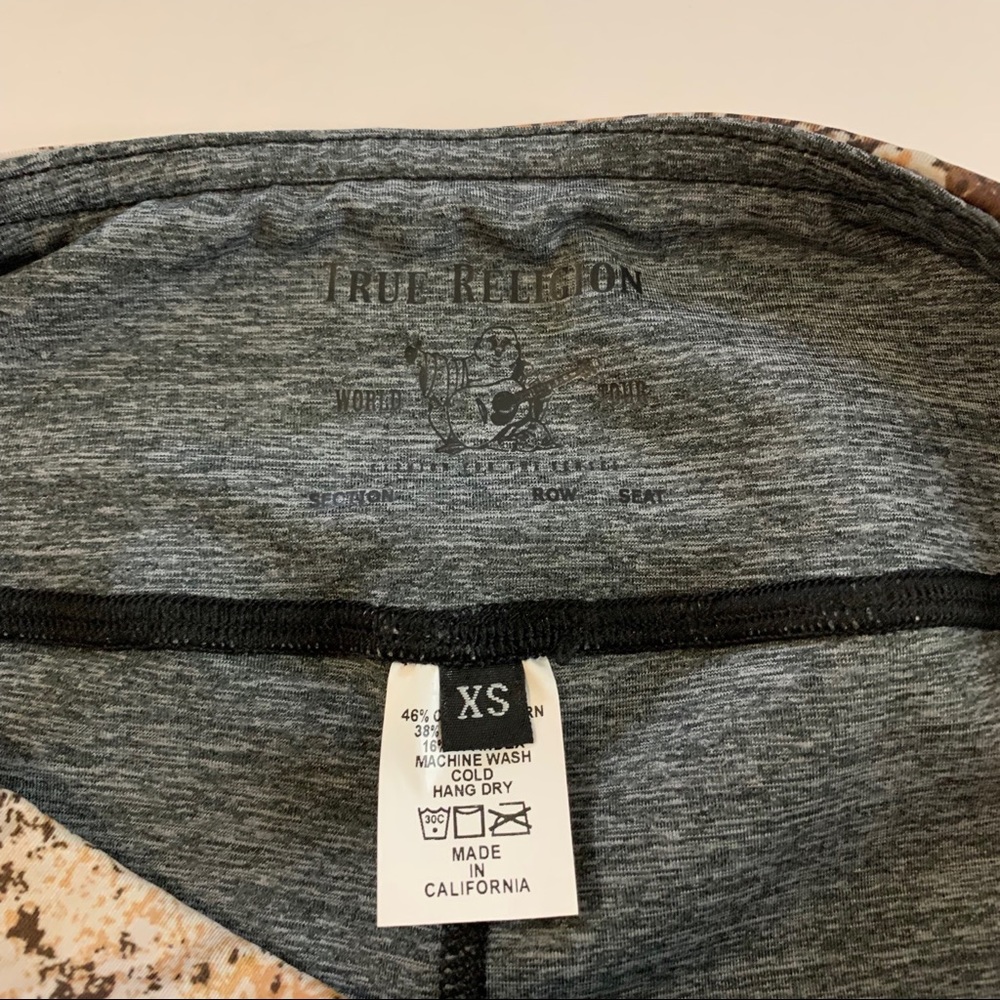 TRUE RELIGION
WORLD TOUR
SECTION ROW SEAT
XS
46%
38%
16%
MACHINE WASH
COLD
HANG DRY
30C
MADE
IN
CALIFORNIA